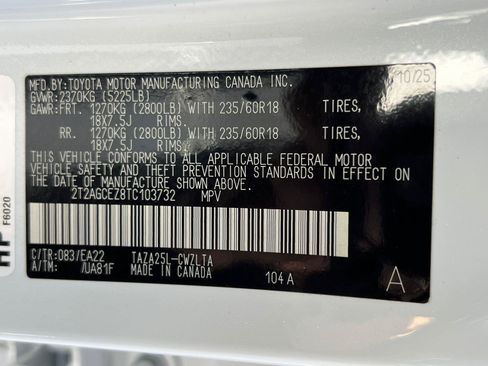 MFD.BY:TOYOTA MOTOR MANUFACTURING CANADA INC. 10/25
GVWR:2370KG (5225LB)
GAWR:FRT. 1270KG (2800LB) WITH 235/60R18 TIRES,
18X7.5J RIMS.
RR. 1270KG (2800LB) WITH 235/60R18 TIRES,
18X7.5J RIMS.
THIS VEHICLE CONFORMS TO ALL APPLICABLE FEDERAL MOTOR
VEHICLE SAFETY AND THEFT PREVENTION STANDARDS IN EFFECT
ON THE DATE OF MANUFACTURE SHOWN ABOVE.
2T2AGCEZ8TC103732 MPV
C/TR:083/EA22 TAZA25L-CWZLTA
A/TM: /UA81F MADE IN CANADA 104 A
A
HP
F6020